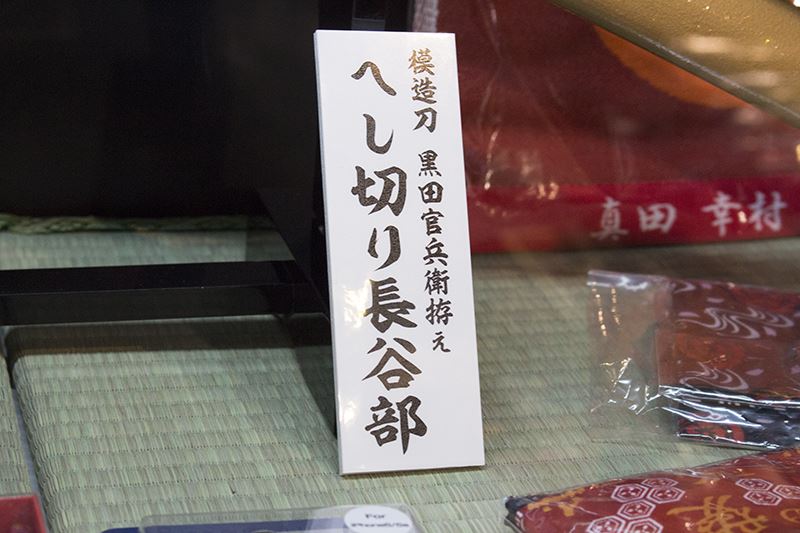 模造刀 黒田官兵衛拵え
へし切り長谷部
真田 幸村
For